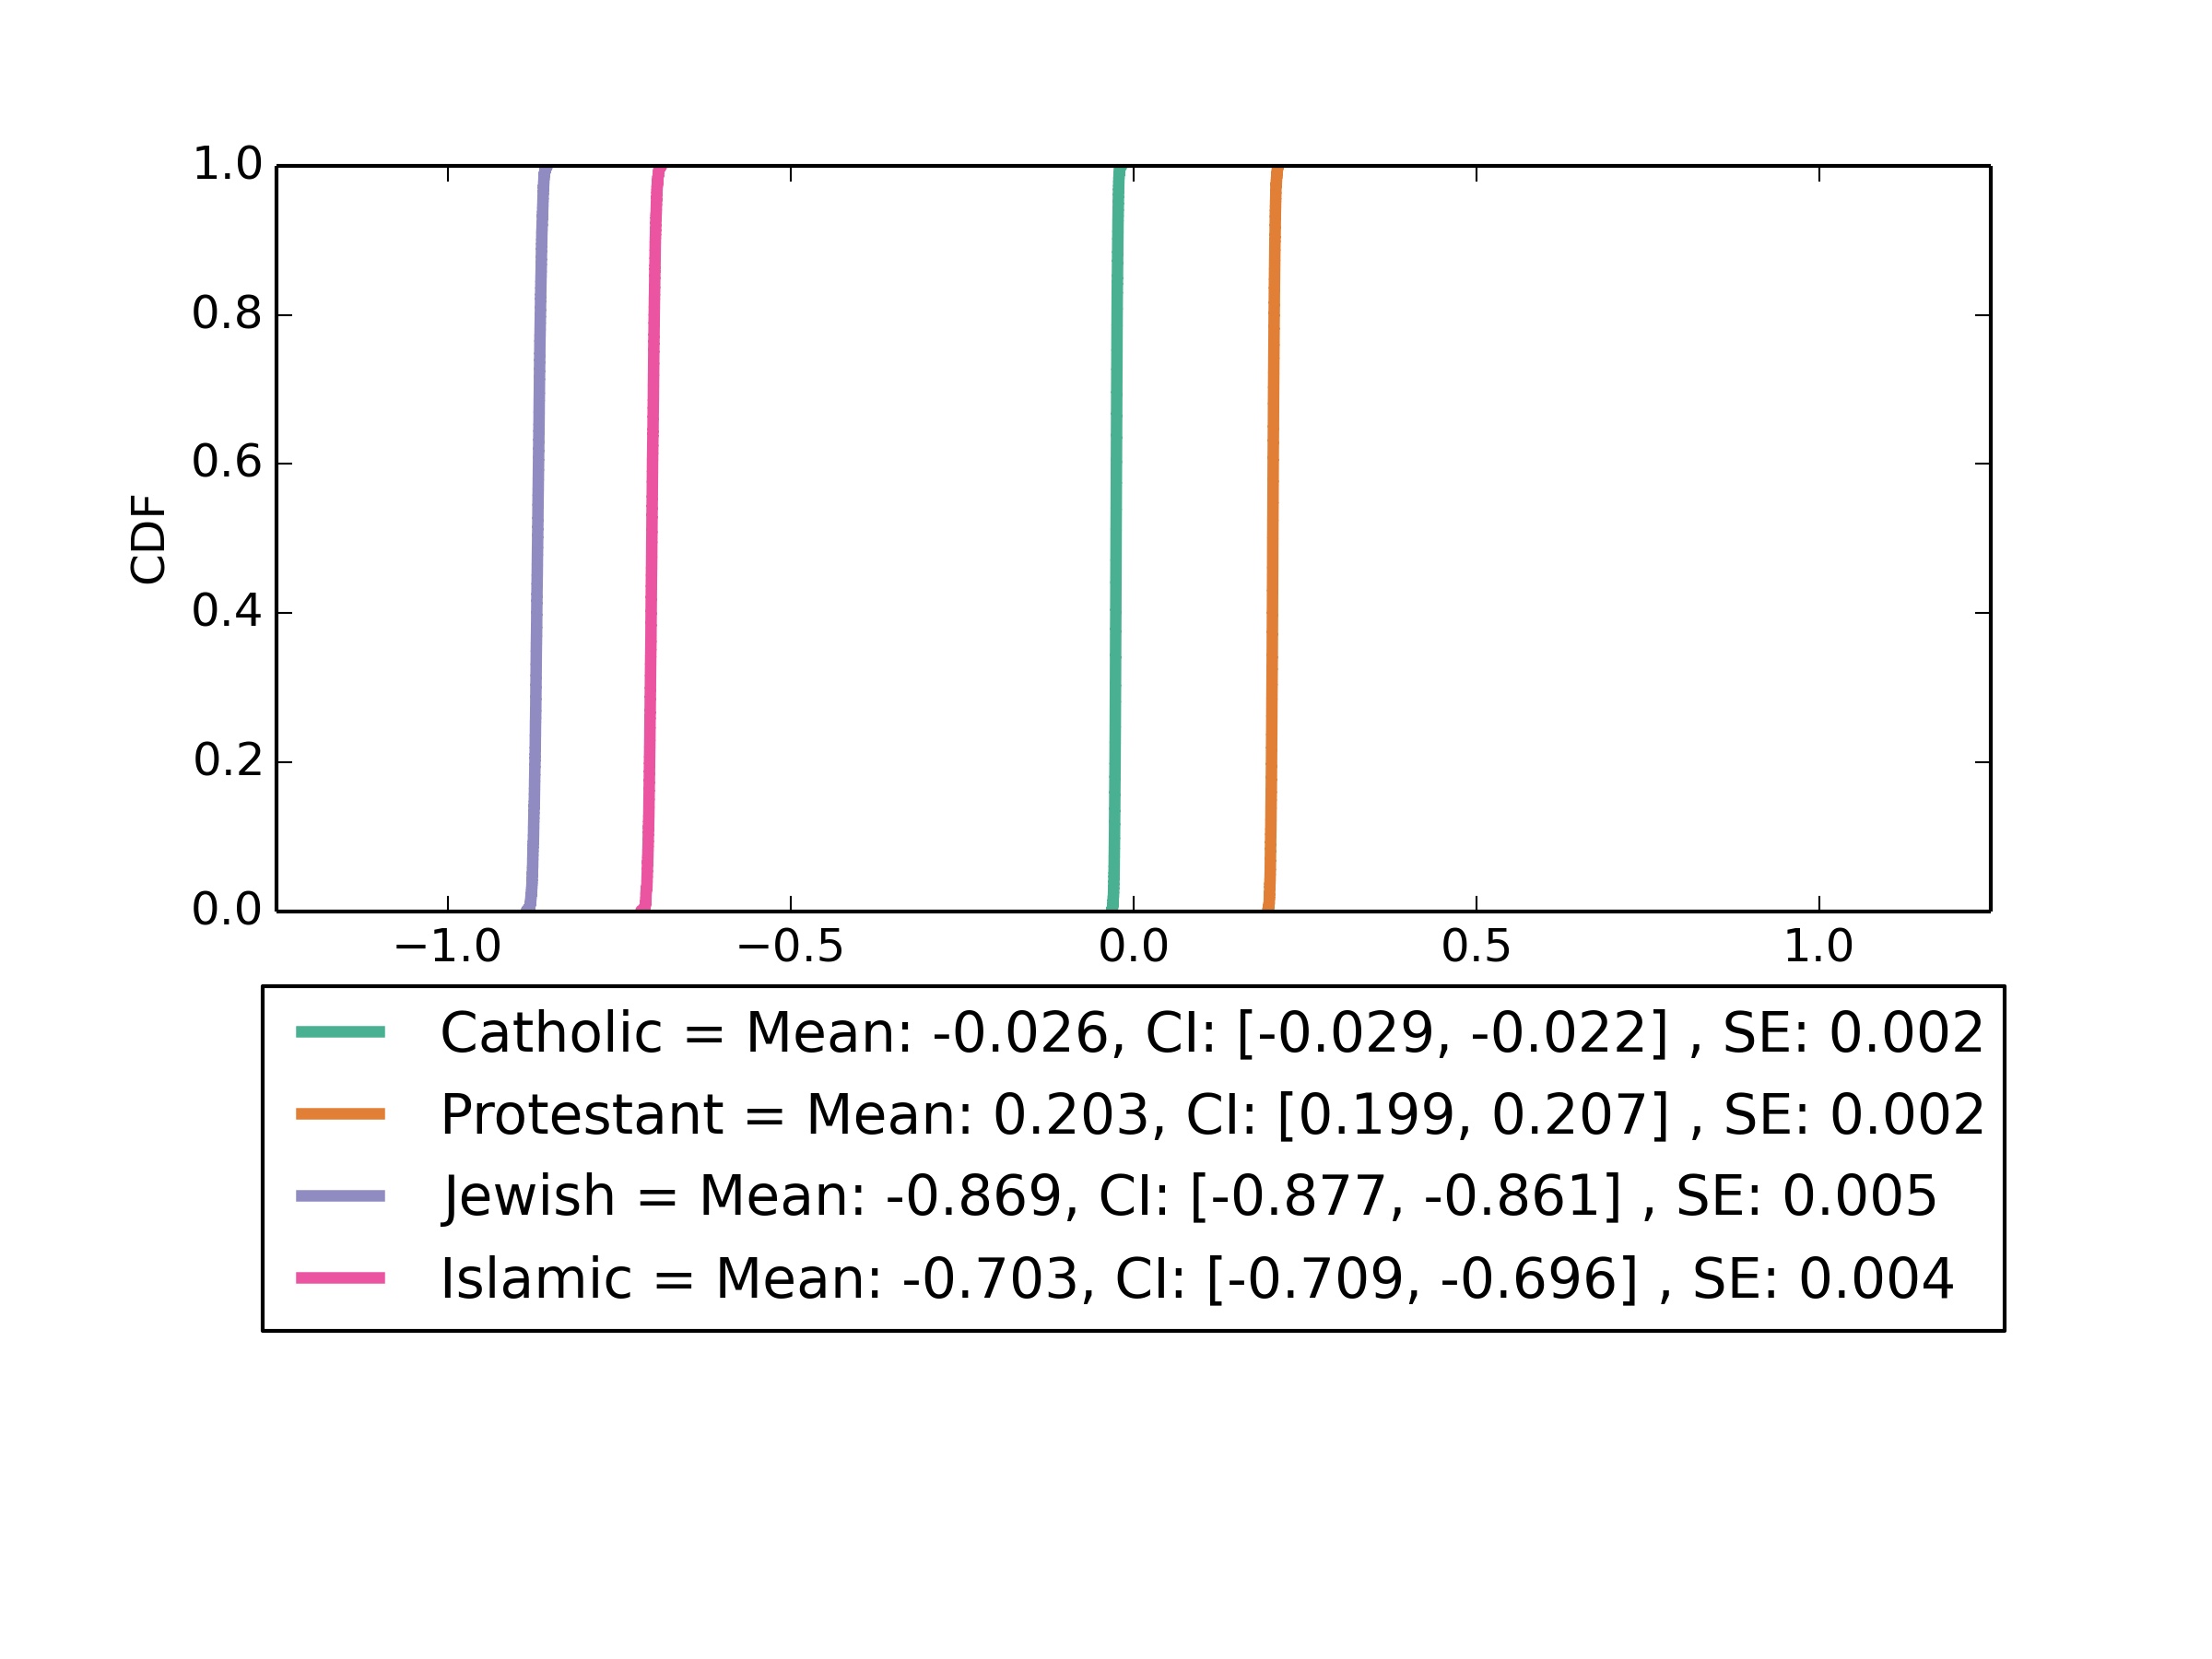 1.0
0.8
0.6
0.4
0.2
0.0
CDF
−1.0 −0.5 0.0 0.5 1.0
Catholic = Mean: -0.026, CI: [-0.029, -0.022] , SE: 0.002
Protestant = Mean: 0.203, CI: [0.199, 0.207] , SE: 0.002
Jewish = Mean: -0.869, CI: [-0.877, -0.861] , SE: 0.005
Islamic = Mean: -0.703, CI: [-0.709, -0.696] , SE: 0.004